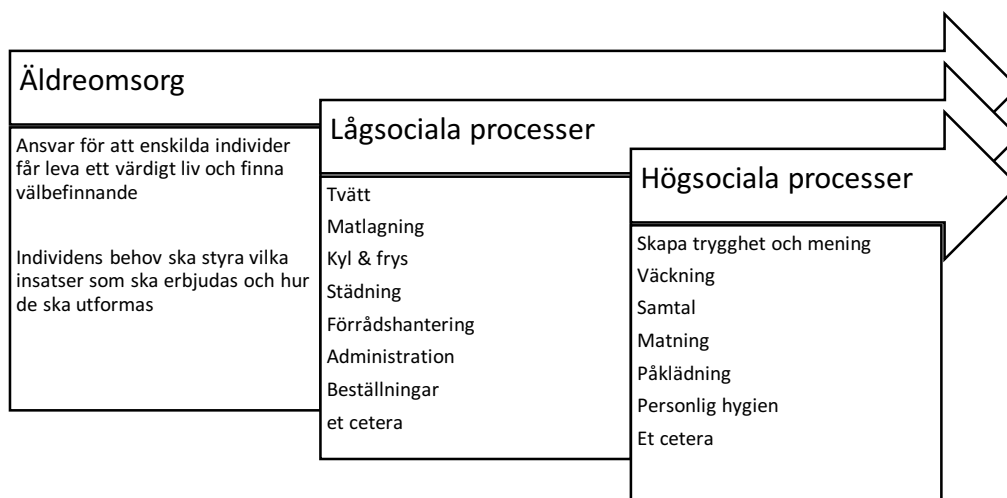 Äldreomsorg
Ansvar för att enskilda individer
får leva ett värdigt liv och finna
välbefinnande
Individens behov ska styra vilka
insatser som ska erbjudas och hur
de ska utformas
Lågsociala processer
Tvätt
Matlagning
Kyl & frys
Städning
Förrådshantering
Administration
Beställningar
et cetera
Högsociala processer
Skapa trygghet och mening
Väckning
Samtal
Matning
Påklädning
Personlig hygien
Et cetera